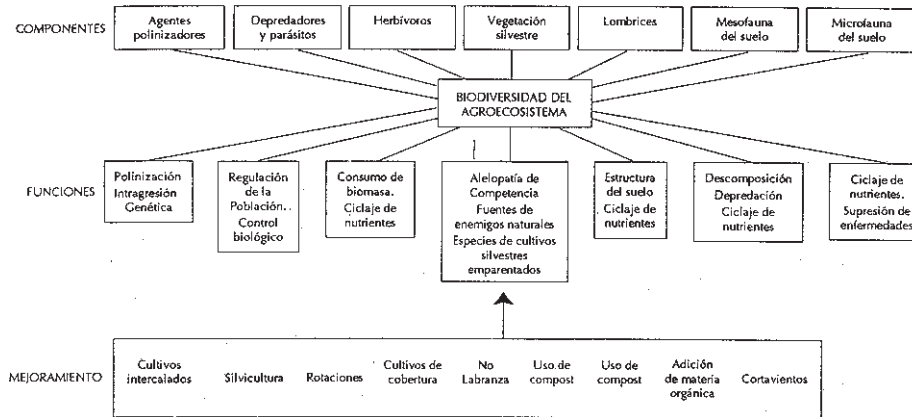 COMPONENTES
Agentes
polinizadores
Depredadores
y parásitos
Herbívoros
Vegetación
silvestre
Lombrices
Mesofauna
del suelo
Microfauna
del suelo
BIODIVERSIDAD DEL
AGROECOSISTEMA
FUNCIONES
Polinización
Intragresión
Genética
Regulación
de la
Población..
Control
biológico
Consumo de
biomasa.
Ciclaje de
nutrientes
Alelopatía de
Competencia
Fuentes de
enemigos naturales
Especies de cultivos
silvestres
emparentados
Estructura
del suelo
Ciclaje de
nutrientes
Descomposición
Depredación
Ciclaje de
nutrientes
Ciclaje de
nutrientes.
Supresión de
enfermedades
MEJORAMIENTO
Cultivos
intercalados
Silvicultura
Rotaciones
Cultivos de
cobertura
No
Labranza
Uso de
compost
Uso de
compost
Adición
de matería
orgánica
Cortavientos